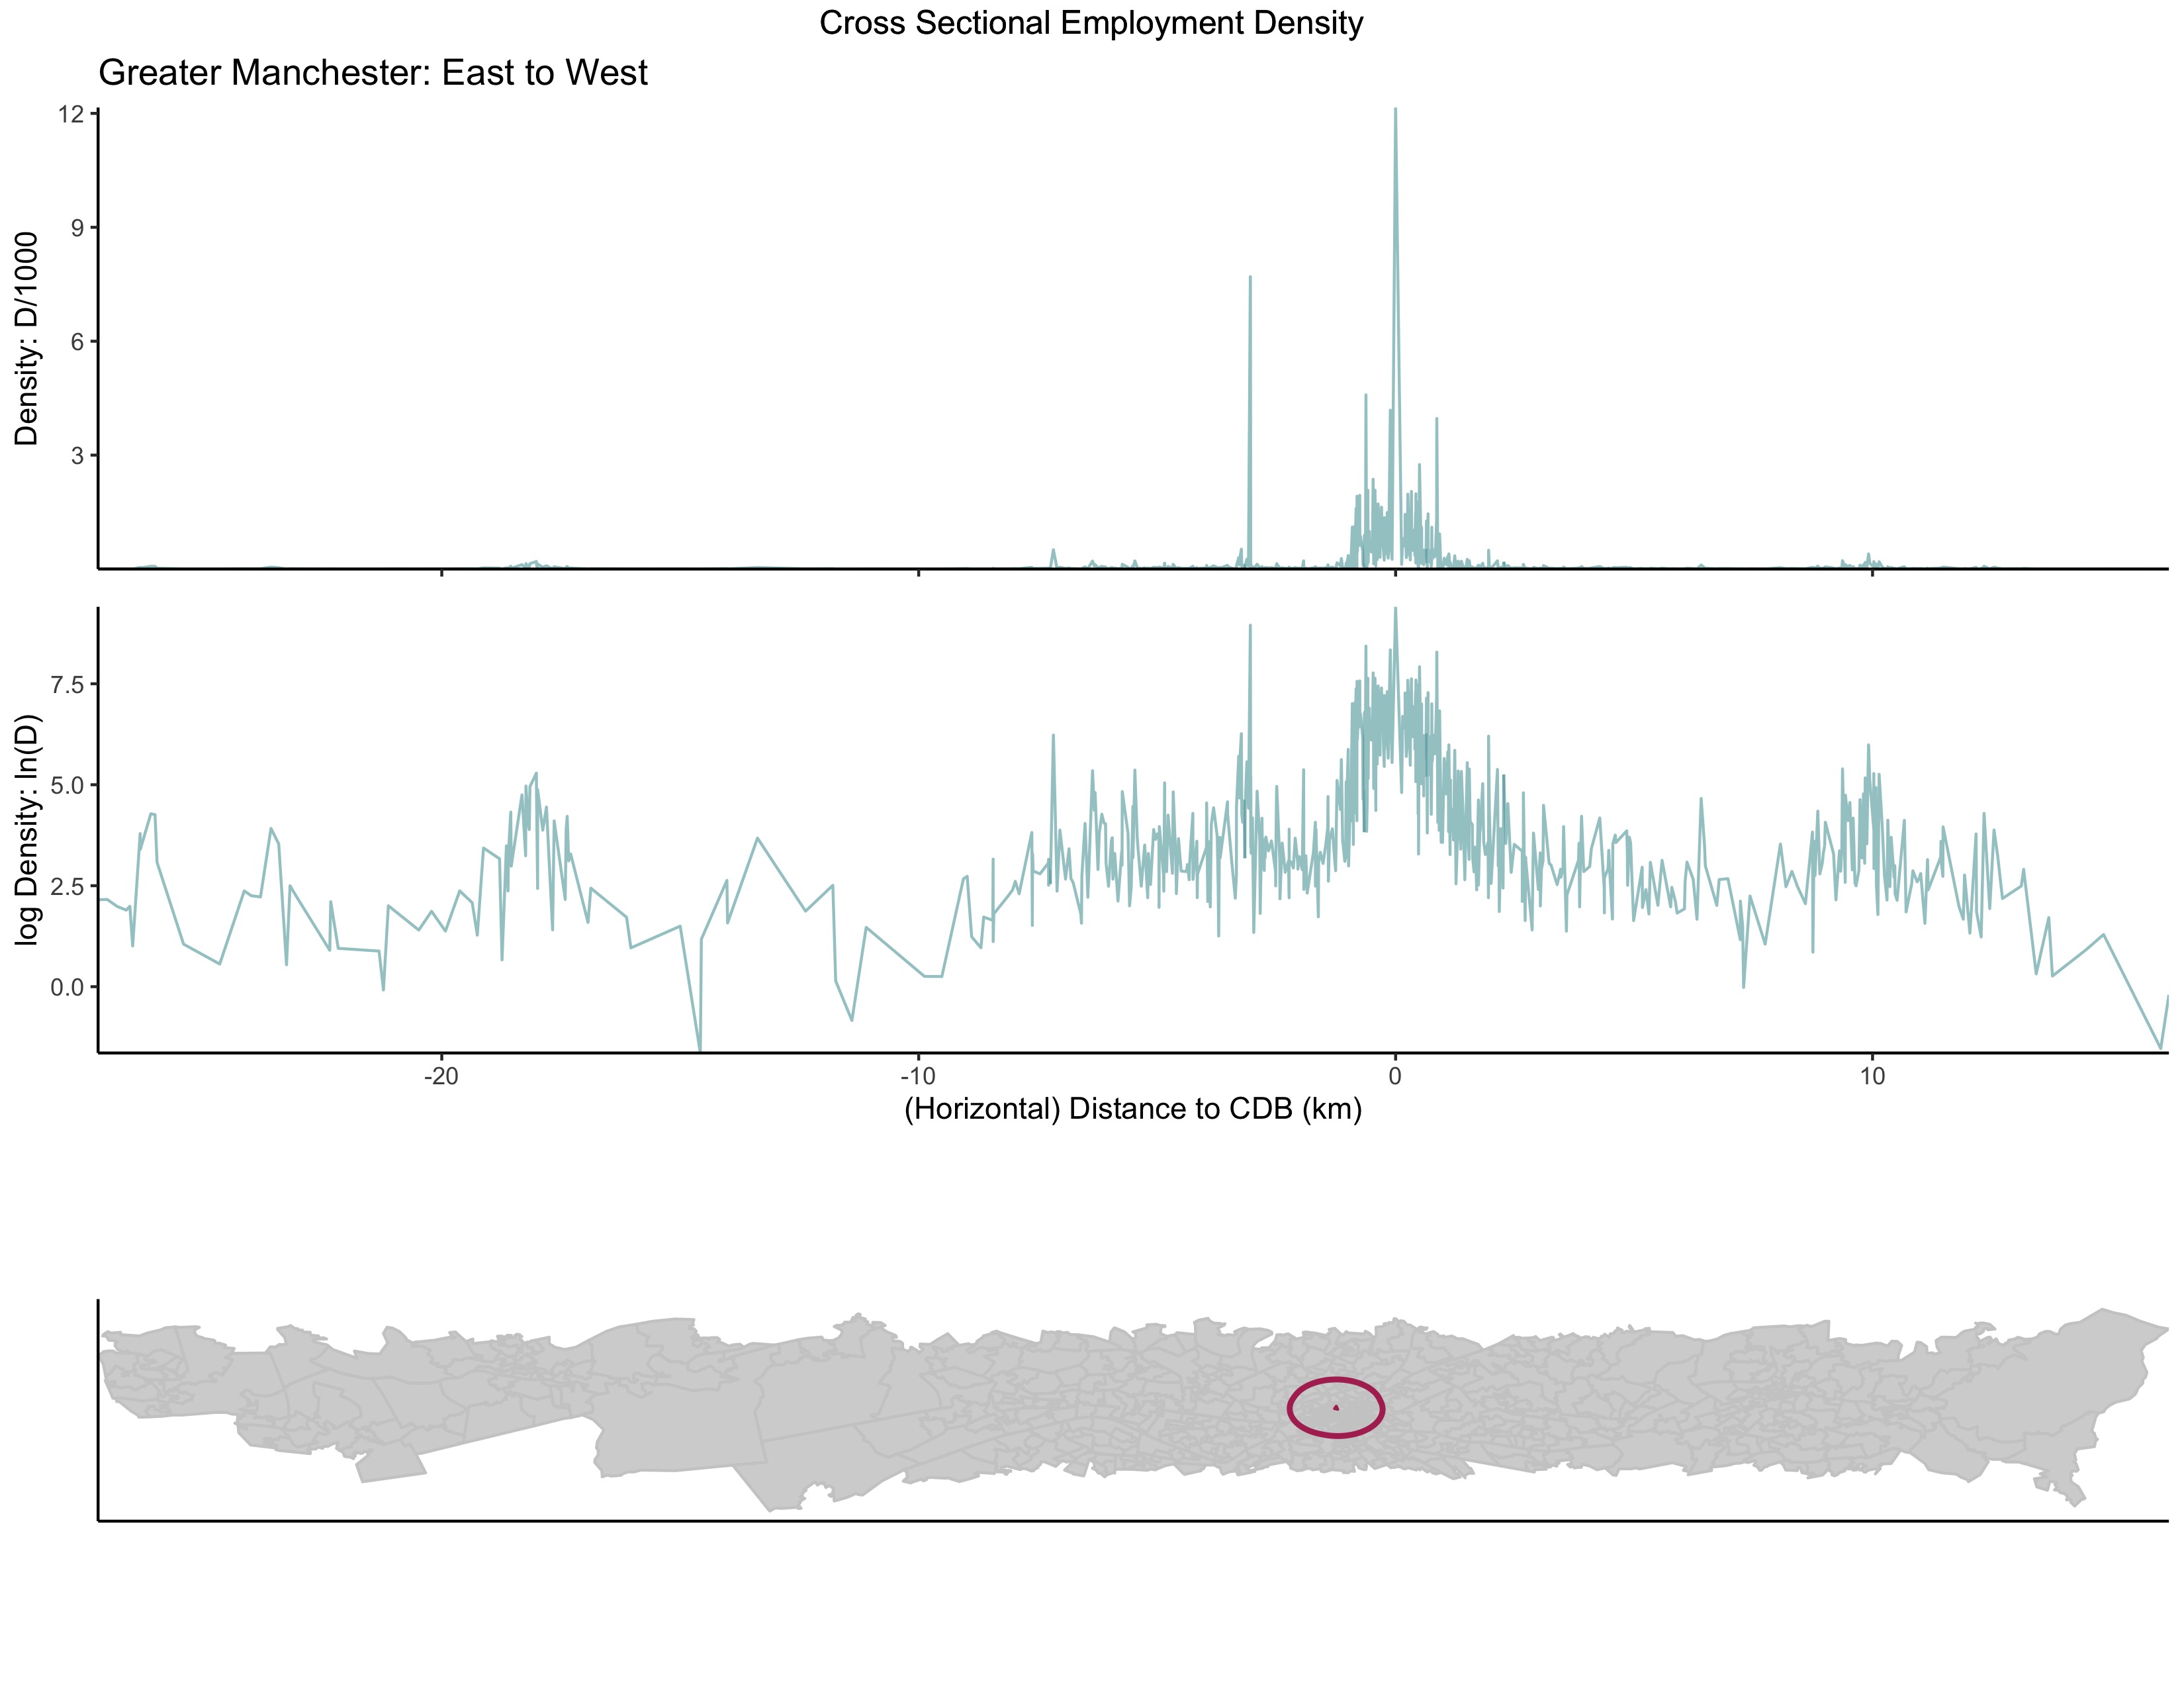 Cross Sectional Employment Density
Greater Manchester: East to West
12
9
6
3
Density: D/1000
7.5
5.0
2.5
0.0
log Density: ln(D)
-20 -10 0 10
(Horizontal) Distance to CDB (km)